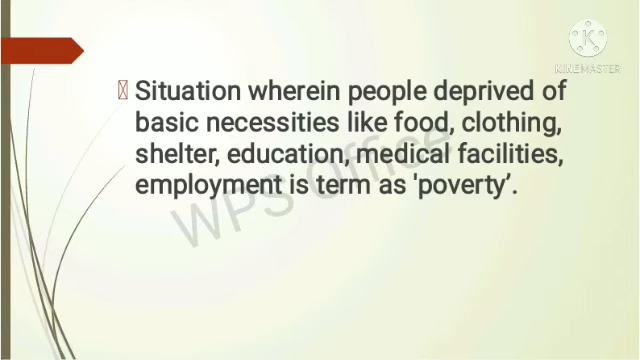 KINEMASTER
Situation wherein people deprived of
basic necessities like food, clothing,
shelter, education, medical facilities,
employment is term as 'poverty’.
WPS Office